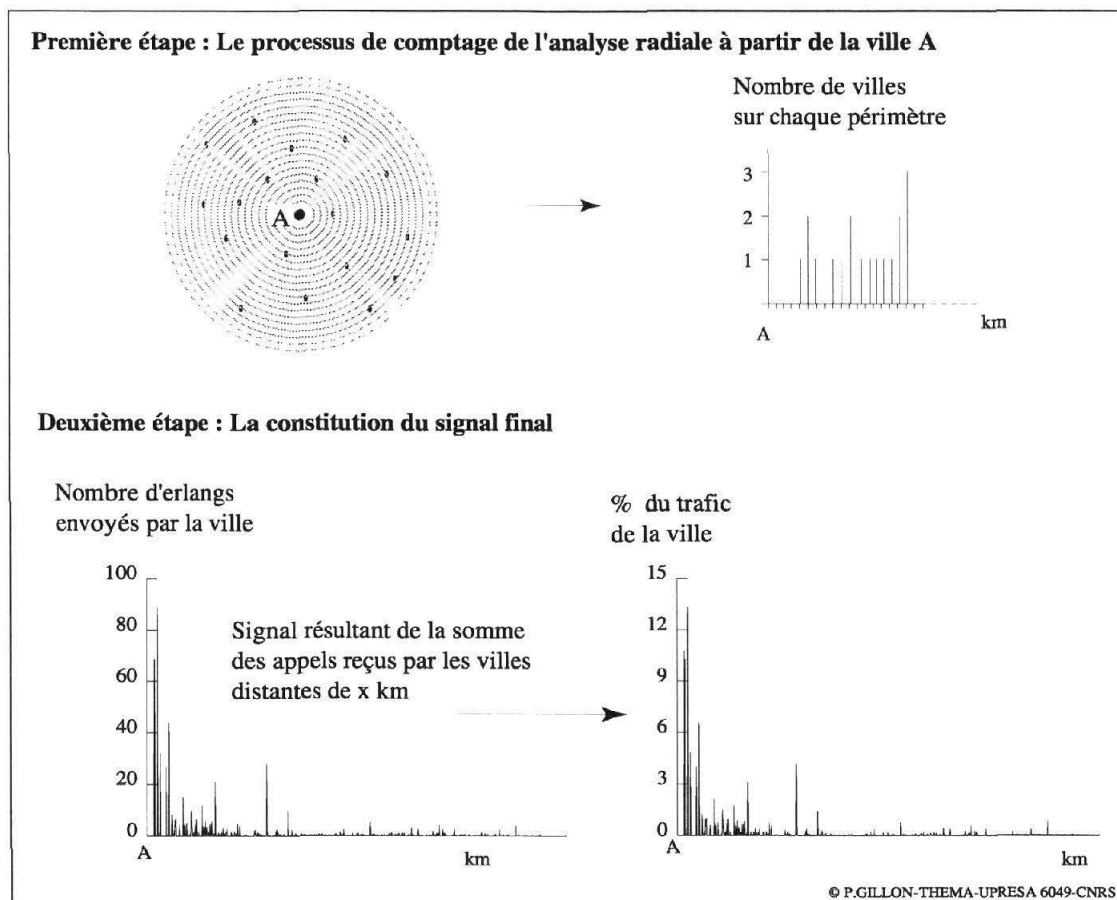 Première étape : Le processus de comptage de l'analyse radiale à partir de la ville A
Nombre de villes
sur chaque périmètre
A
3
2
1
A
km
Deuxième étape : La constitution du signal final
Nombre d'erlangs
envoyés par la ville
100
80
60
40
20
0
A
km
Signal résultant de la somme
des appels reçus par les villes
distantes de x km
% du trafic
de la ville
15
12
9
6
3
0
A
km
© P.GILLON-THEMA-UPRESA 6049-CNRS